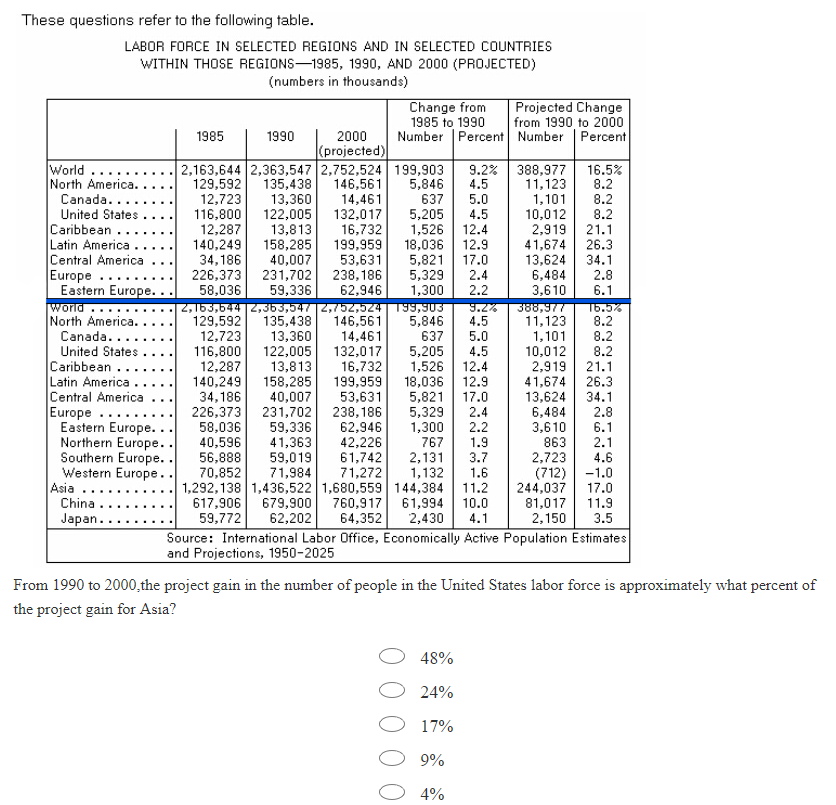 These questions refer to the following table.
LABOR FORCE IN SELECTED REGIONS AND IN SELECTED COUNTRIES
WITHIN THOSE REGIONS—1985, 1990, AND 2000 (PROJECTED)
(numbers in thousands)
Change from Projected Change
1985 to 1990 from 1990 to 2000
1985 1990 2000 Number Percent Number Percent
(projected)
World .......... 2,163,644 2,363,547 2,752,524 199,903 9.2% 388,977 16.5%
North America..... 129,592 135,438 146,561 5,846 4.5 11,123 8.2
Canada........ 12,723 13,360 14,461 637 5.0 1,101 8.2
United States .... 116,800 122,005 132,017 5,205 4.5 10,012 8.2
Caribbean ....... 12,287 13,813 16,732 1,526 12.4 2,919 21.1
Latin America ..... 140,249 158,285 199,959 18,036 12.9 41,674 26.3
Central America ... 34,186 40,007 53,631 5,821 17.0 13,624 34.1
Europe ......... 226,373 231,702 238,186 5,329 2.4 6,484 2.8
Eastern Europe... 58,036 59,336 62,946 1,300 2.2 3,610 6.1
World .......... 2,163,644 2,363,547 2,752,524 199,903 9.2% 388,977 16.5%
North America..... 129,592 135,438 146,561 5,846 4.5 11,123 8.2
Canada........ 12,723 13,360 14,461 637 5.0 1,101 8.2
United States .... 116,800 122,005 132,017 5,205 4.5 10,012 8.2
Caribbean ....... 12,287 13,813 16,732 1,526 12.4 2,919 21.1
Latin America ..... 140,249 158,285 199,959 18,036 12.9 41,674 26.3
Central America ... 34,186 40,007 53,631 5,821 17.0 13,624 34.1
Europe ......... 226,373 231,702 238,186 5,329 2.4 6,484 2.8
Eastern Europe... 58,036 59,336 62,946 1,300 2.2 3,610 6.1
Northern Europe.. 40,596 41,363 42,226 767 1.9 863 2.1
Southern Europe.. 56,888 59,019 61,742 2,131 3.7 2,723 4.6
Western Europe.. 70,852 71,984 71,272 1,132 1.6 (712) -1.0
Asia ........... 1,292,138 1,436,522 1,680,559 144,384 11.2 244,037 17.0
China .......... 617,906 679,900 760,917 61,994 10.0 81,017 11.9
Japan......... 59,772 62,202 64,352 2,430 4.1 2,150 3.5
Source: International Labor Office, Economically Active Population Estimates
and Projections, 1950-2025
From 1990 to 2000,the project gain in the number of people in the United States labor force is approximately what percent of
the project gain for Asia?
48%
24%
17%
9%
4%